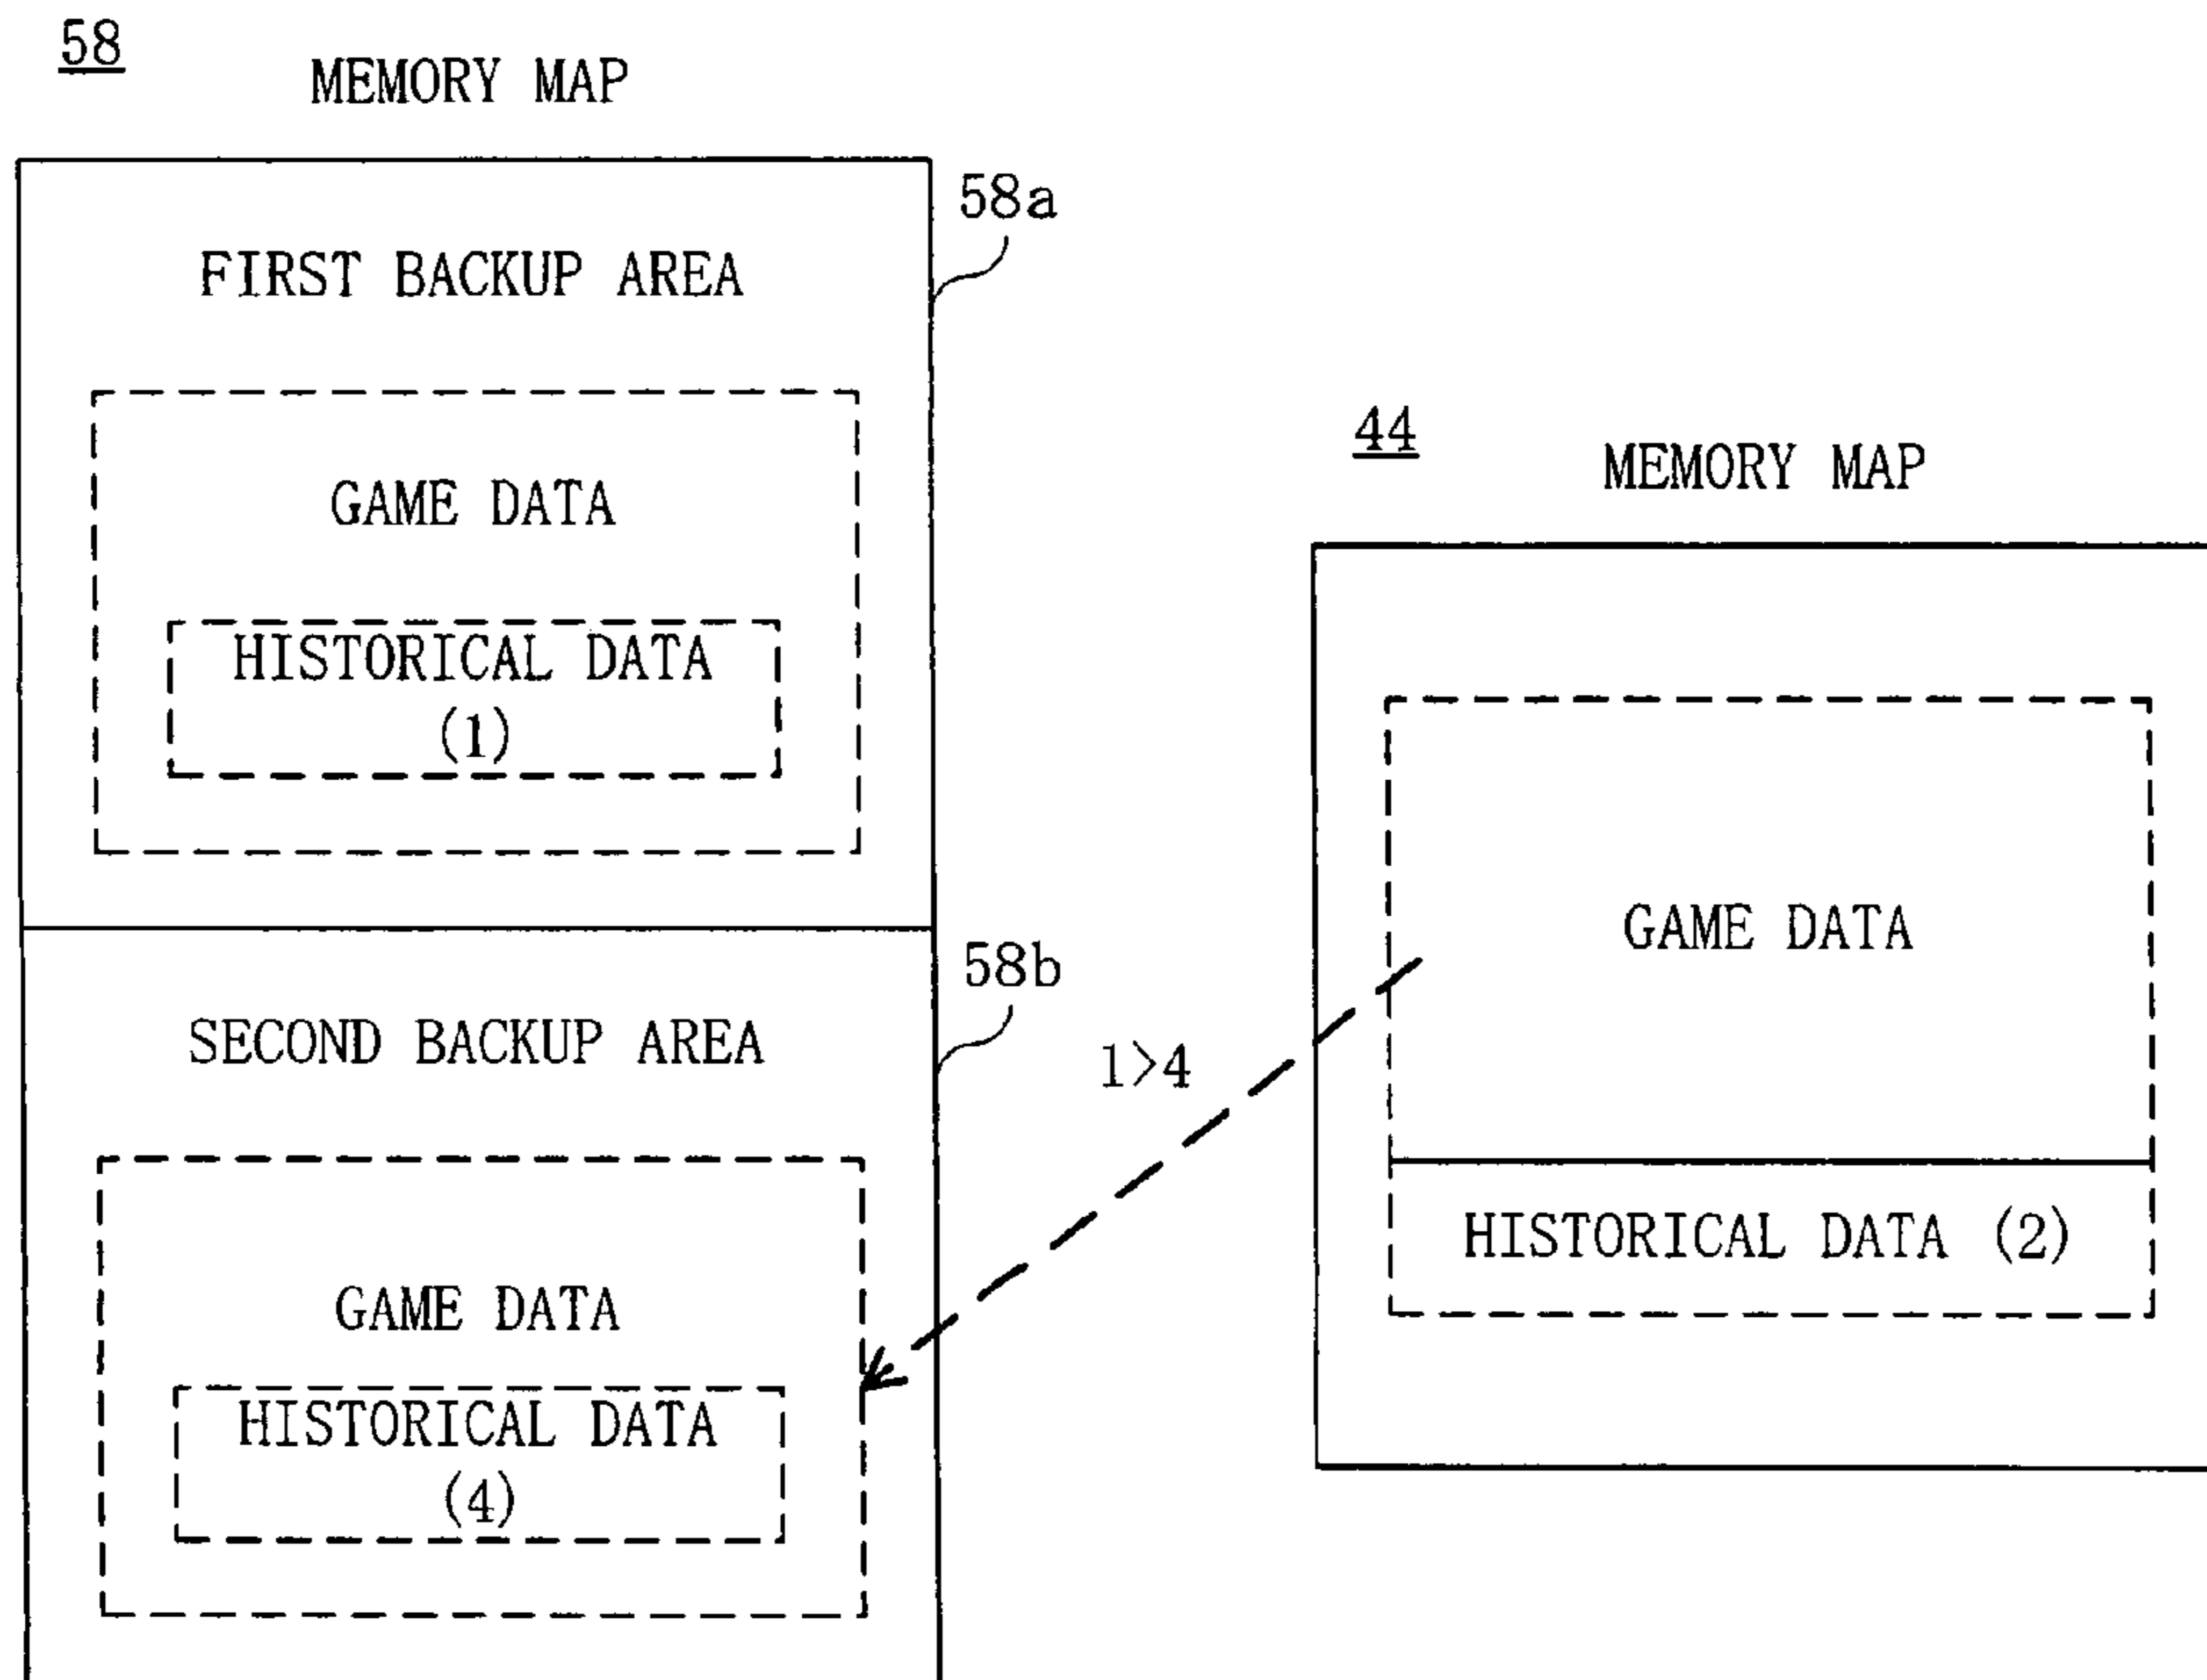 58
MEMORY MAP
58a
FIRST BACKUP AREA
GAME DATA
HISTORICAL DATA
(1)
58b
SECOND BACKUP AREA
GAME DATA
HISTORICAL DATA
(4)
1>4
44
MEMORY MAP
GAME DATA
HISTORICAL DATA (2)